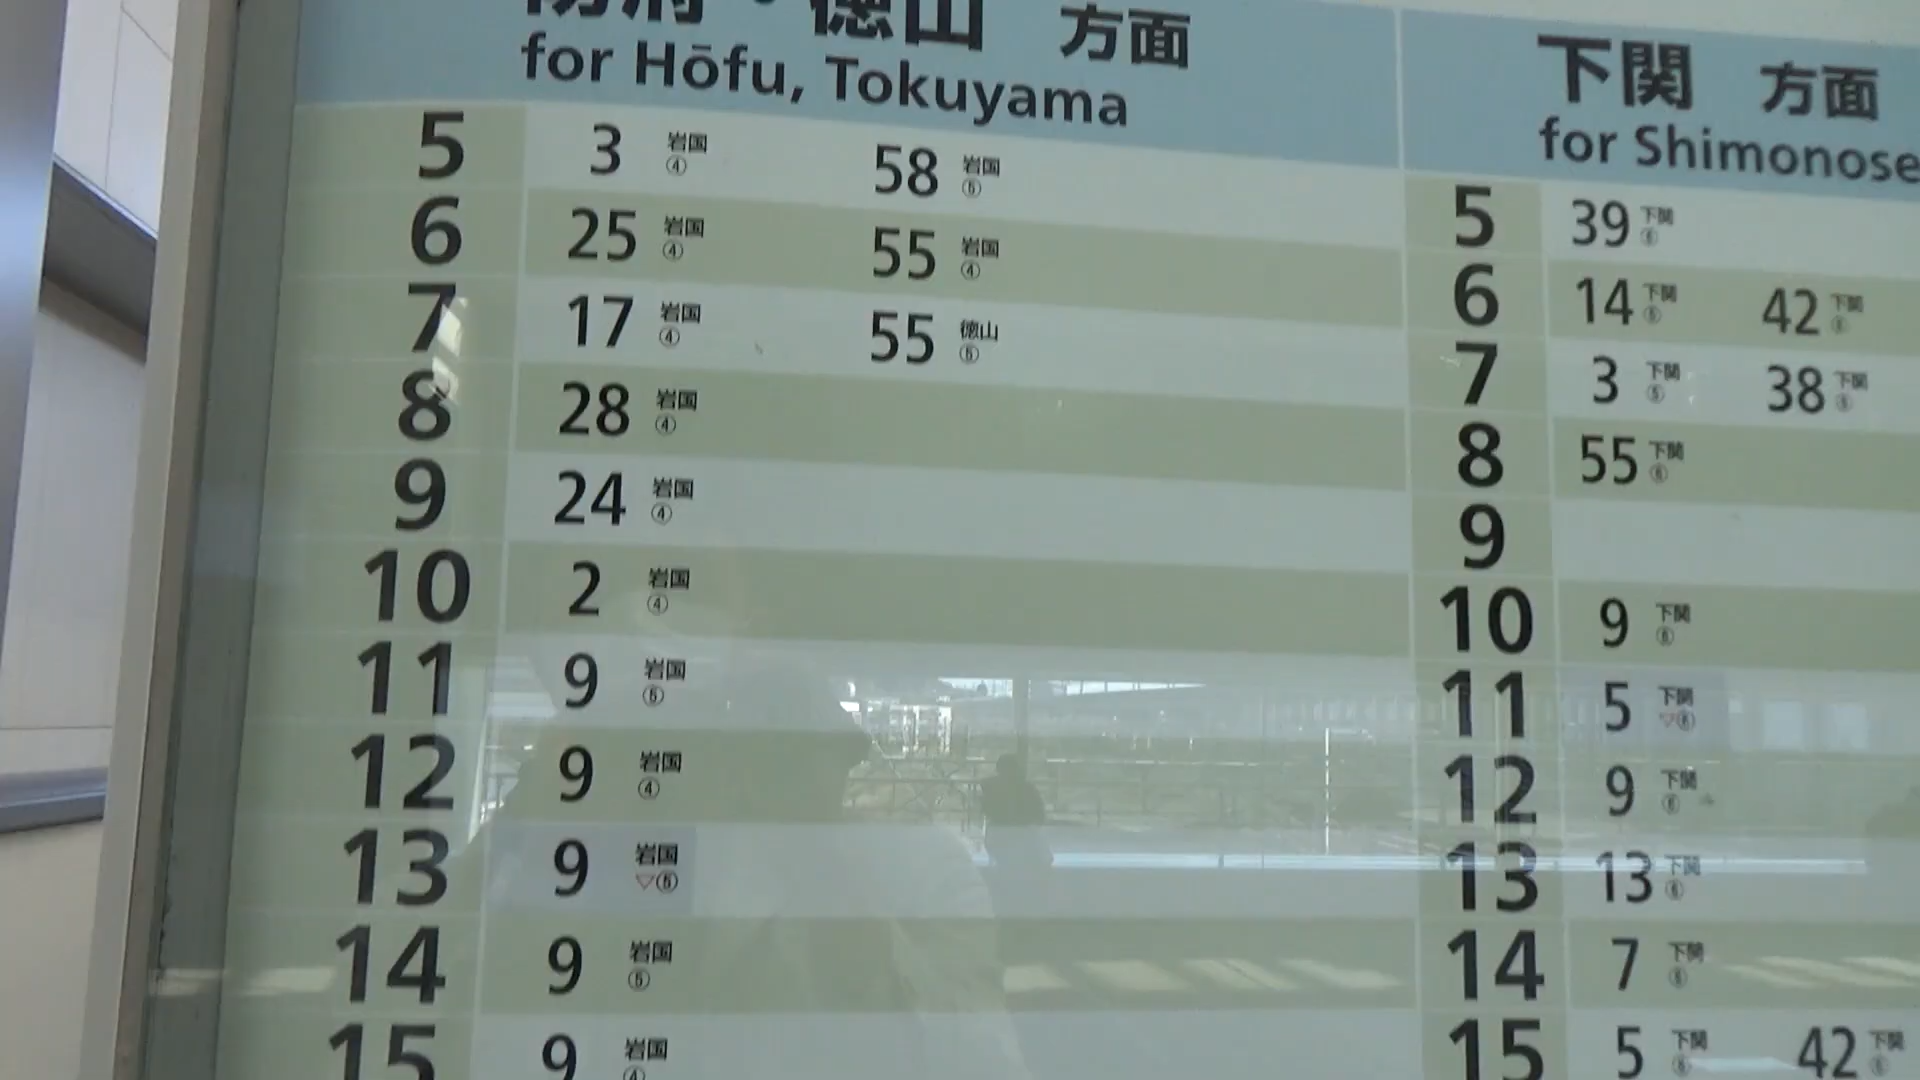 徳山 方面
for Hōfu, Tokuyama
5 3 岩国 ④ 58 岩国 ⑤
6 25 岩国 ④ 55 岩国 ④
7 17 岩国 ④ 55 徳山 ⑤
8 28 岩国 ④
9 24 岩国 ④
10 2 岩国 ④
11 9 岩国 ⑤
12 9 岩国 ④
13 9 岩国 ▽⑤
14 9 岩国 ⑤
15 9 岩国 ④
下関 方面
for
5 39 下関
6 14 下関 42 下関
7 3 下関 ⑤ 38 下関
8 55 下関 ⑥
9
10 9 下関 ⑥
11 5 下関
12 9 下関 ⑥
13 13 下関 ⑥
14 7 下関
15 5 下関 42 下関